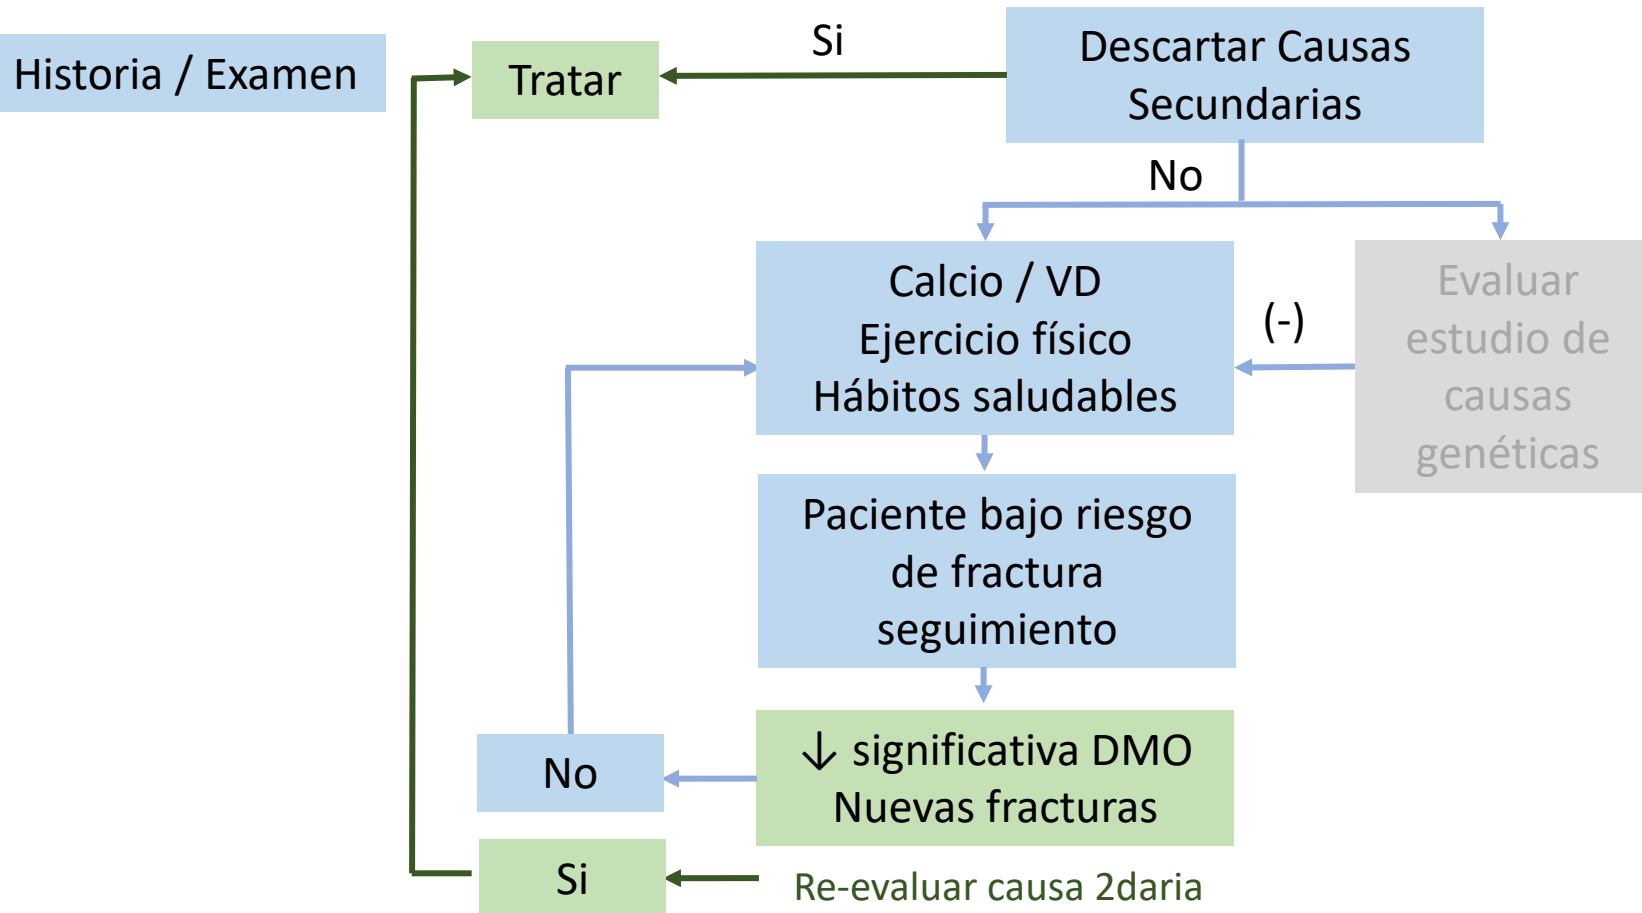 Historia / Examen
Tratar
Si
Descartar Causas
Secundarias
No
Calcio / VD
Ejercicio físico
Hábitos saludables
(-)
Evaluar
estudio de
causas
genéticas
Paciente bajo riesgo
de fractura
seguimiento
No
↓ significativa DMO
Nuevas fracturas
Si
Re-evaluar causa 2daria